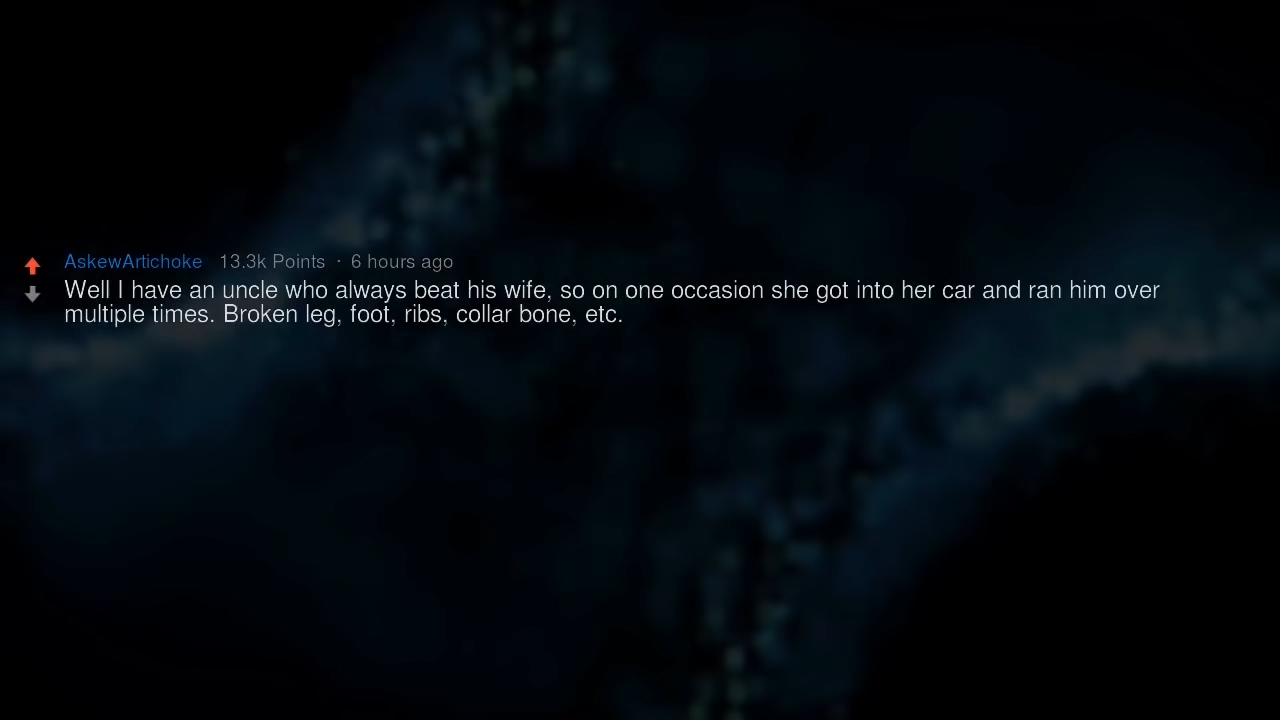 AskewArtichoke 13.3k Points · 6 hours ago
Well I have an uncle who always beat his wife, so on one occasion she got into her car and ran him over
multiple times. Broken leg, foot, ribs, collar bone, etc.